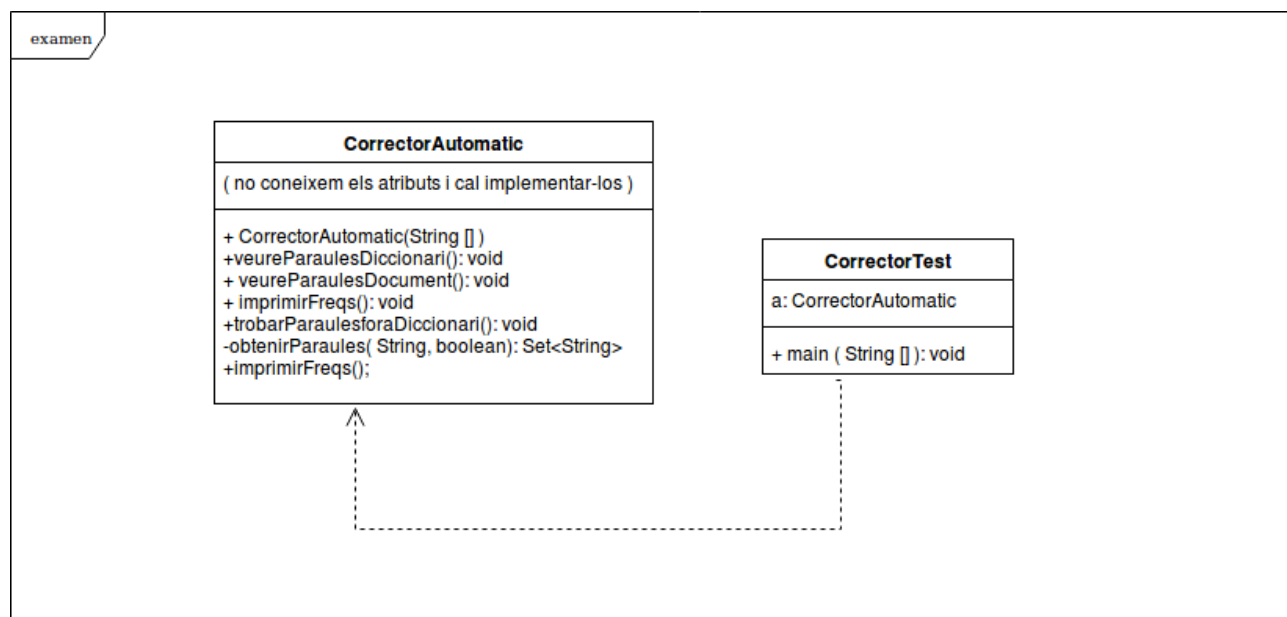 examen
CorrectorAutomatic
( no coneixem els atributs i cal implementar-los )
+ CorrectorAutomatic(String [] )
+veureParaulesDiccionari(): void
+ veureParaulesDocument(): void
+ imprimirFreqs(): void
+trobarParaulesforaDiccionari(): void
-obtenirParaules( String, boolean): Set<String>
+imprimirFreqs();
CorrectorTest
a: CorrectorAutomatic
+ main ( String [] ): void